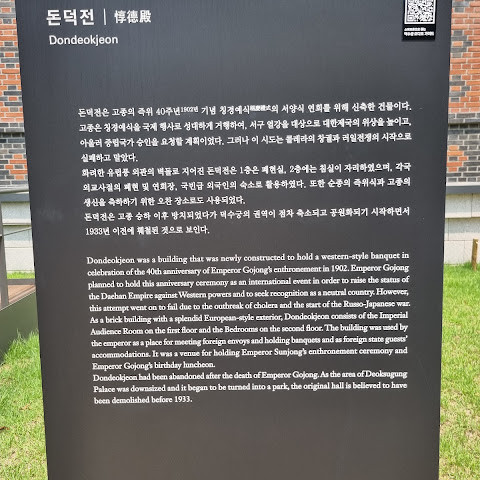 돈덕전 | 惇德殿
Dondeokjeon
돈덕전은 고종의 즉위 40주년1902년 기념 칭경예식稱慶禮式의 서양식 연회를 위해 신축한 건물이다.
고종은 칭경예식을 국제 행사로 성대하게 거행하여, 서구 열강을 대상으로 대한제국의 위상을 높이고,
아울러 중립국가 승인을 요청할 계획이었다. 그러나 이 시도는 콜레라의 창궐과 러일전쟁의 시작으로
실패하고 말았다.
화려한 유럽풍 외관의 벽돌로 지어진 돈덕전은 1층은 폐현실, 2층에는 침실이 자리하였으며, 각국
외교사절의 폐현 및 연회장, 국빈급 외국인의 숙소로 활용하였다. 또한 순종의 즉위식과 고종의
생신을 축하하기 위한 오찬 장소로도 사용되었다.
돈덕전은 고종 승하 이후 방치되었다가 덕수궁의 권역이 점차 축소되고 공원화되기 시작하면서
1933년 이전에 훼철된 것으로 보인다.
Dondeokjeon was a building that was newly constructed to hold a western-style banquet in
celebration of the 40th anniversary of Emperor Gojong's enthronement in 1902. Emperor Gojong
planned to hold this anniversary ceremony as an international event in order to raise the status of
the Daehan Empire against Western powers and to seek recognition as a neutral country. However,
this attempt went on to fail due to the outbreak of cholera and the start of the Russo-Japanese war.
As a brick building with a splendid European-style exterior, Dondeokjeon consists of the Imperial
Audience Room on the first floor and the Bedrooms on the second floor. The building was used by
the emperor as a place for meeting foreign envoys and holding banquets and as foreign state guests'
accommodations. It was a venue for holding Emperor Sunjong's enthronement ceremony and
Emperor Gojong's birthday luncheon.
Dondeokjeon had been abandoned after the death of Emperor Gojong. As the area of Deoksugung
Palace was downsized and it began to be turned into a park, the original hall is believed to have
been demolished before 1933.